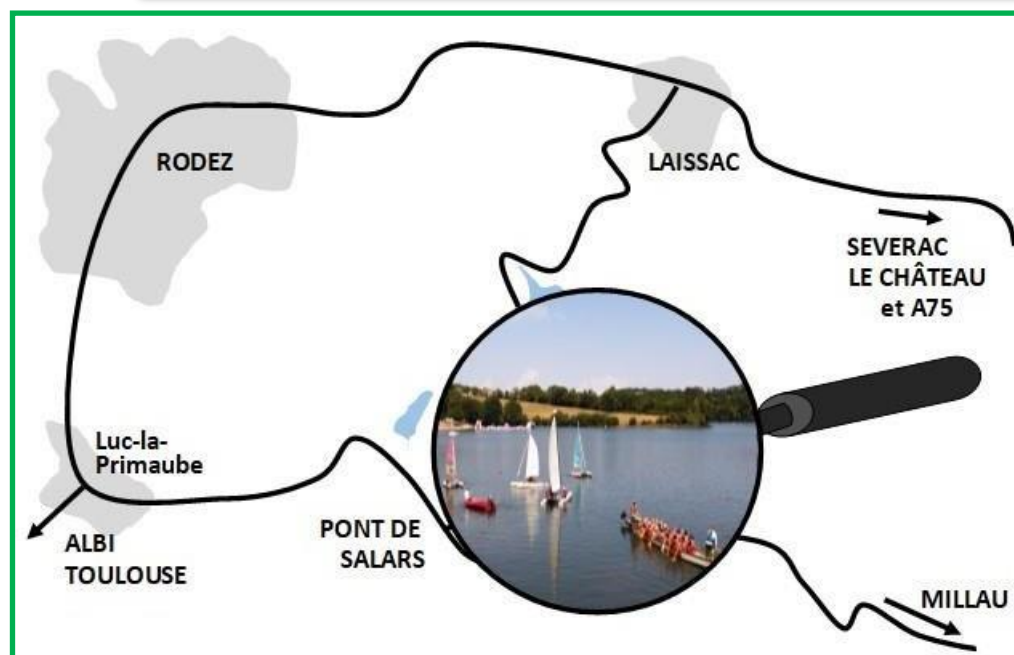 RODEZ
LAISSAC
SEVERAC
LE CHÂTEAU
et A75
Luc-la-
Primaube
PONT DE
SALARS
ALBI
TOULOUSE
MILLAU